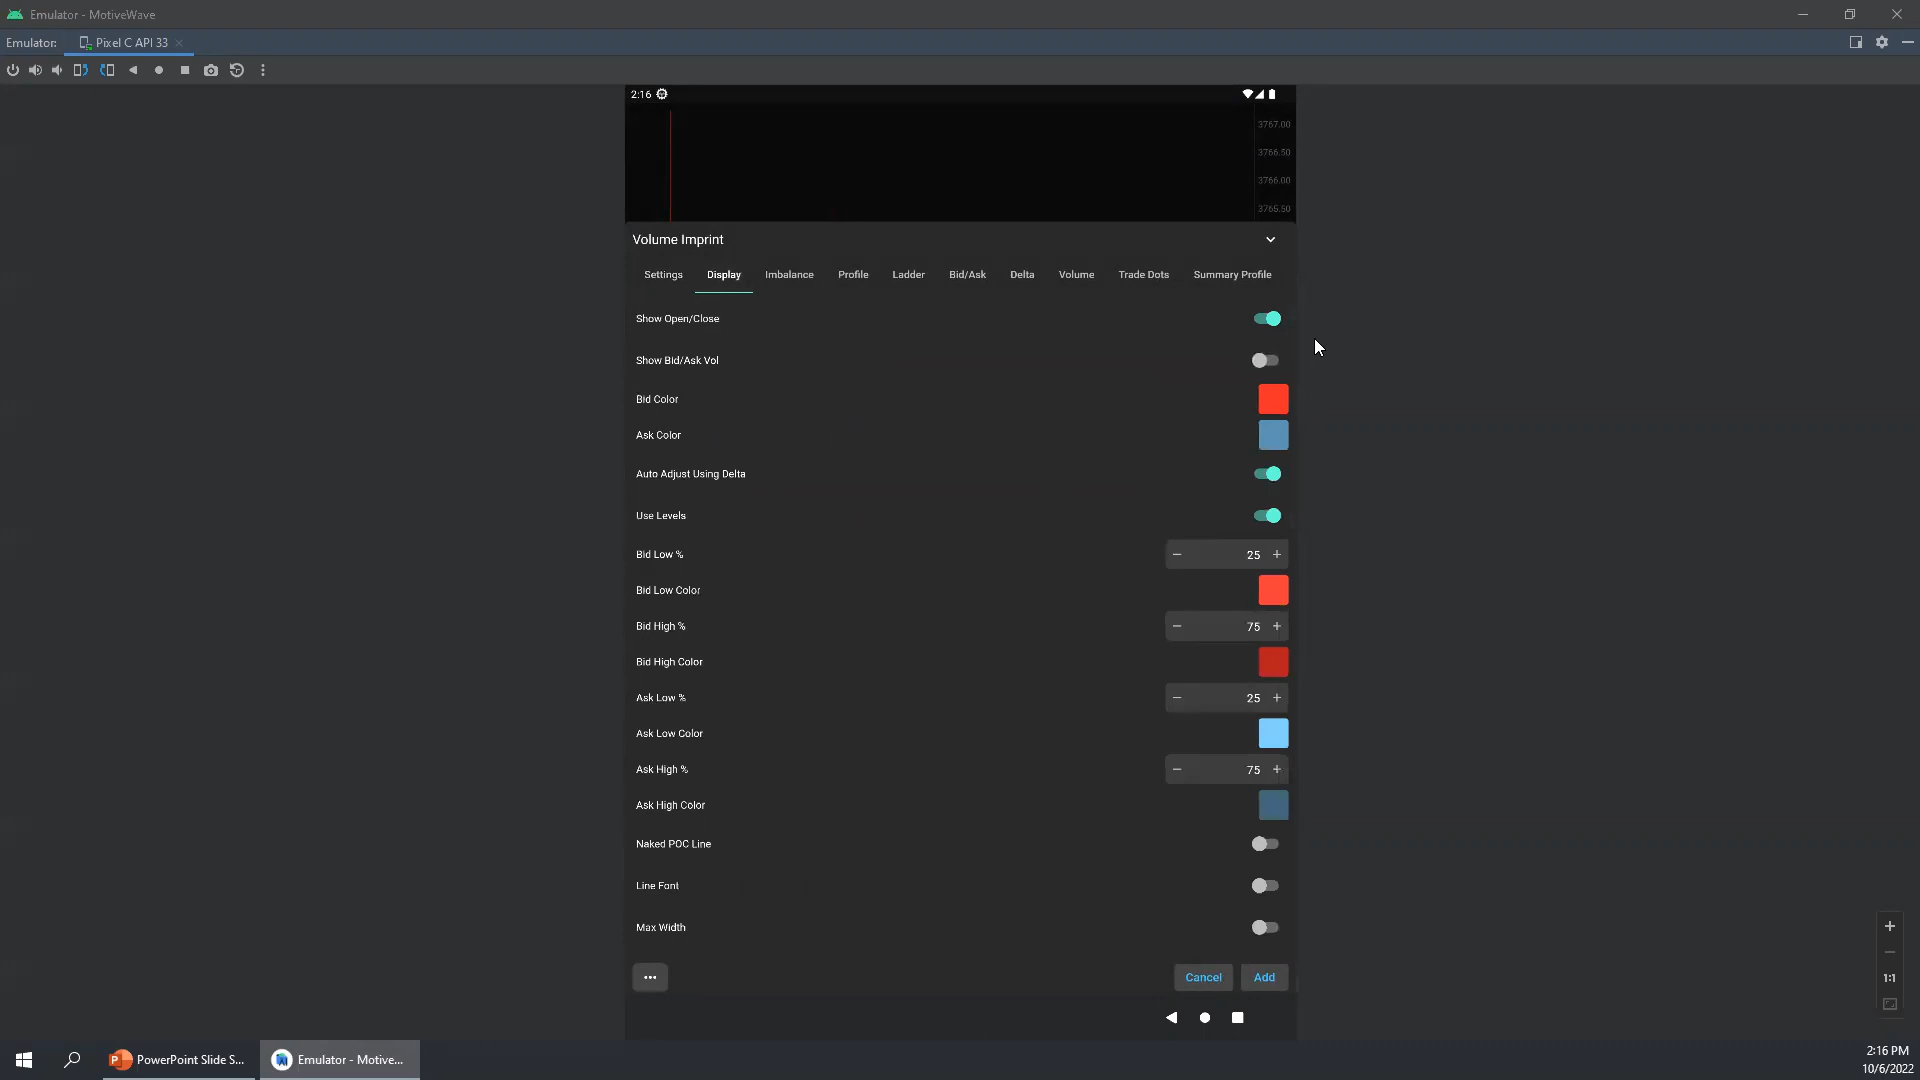 Emulator - MotiveWave
Emulator:
Pixel C API 33
2:16
3767.00
3766.50
3766.00
3765.50
Volume Imprint
Settings Display Imbalance Profile Ladder Bid/Ask Delta Volume Trade Dots Summary Profile
Show Open/Close
Show Bid/Ask Vol
Bid Color
Ask Color
Auto Adjust Using Delta
Use Levels
Bid Low % − 25 +
Bid Low Color
Bid High % − 75 +
Bid High Color
Ask Low % − 25 +
Ask Low Color
Ask High % − 75 +
Ask High Color
Naked POC Line
Line Font
Max Width
1:1
••• Cancel Add
PowerPoint Slide S...
Emulator - Motive...
2:16 PM
10/6/2022